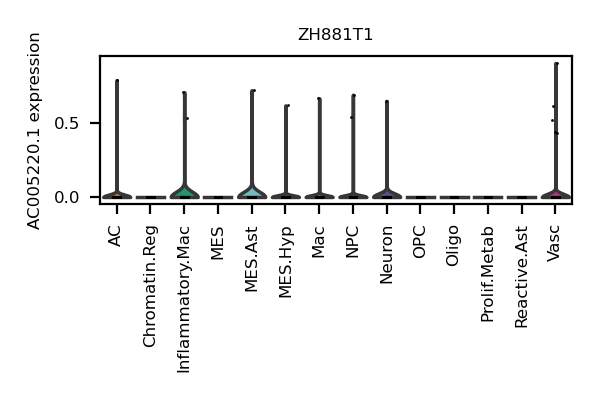 ZH881T1
AC005220.1 expression
0.5
0.0
AC
Chromatin.Reg
Inflammatory.Mac
MES
MES.Ast
MES.Hyp
Mac
NPC
Neuron
OPC
Oligo
Prolif.Metab
Reactive.Ast
Vasc